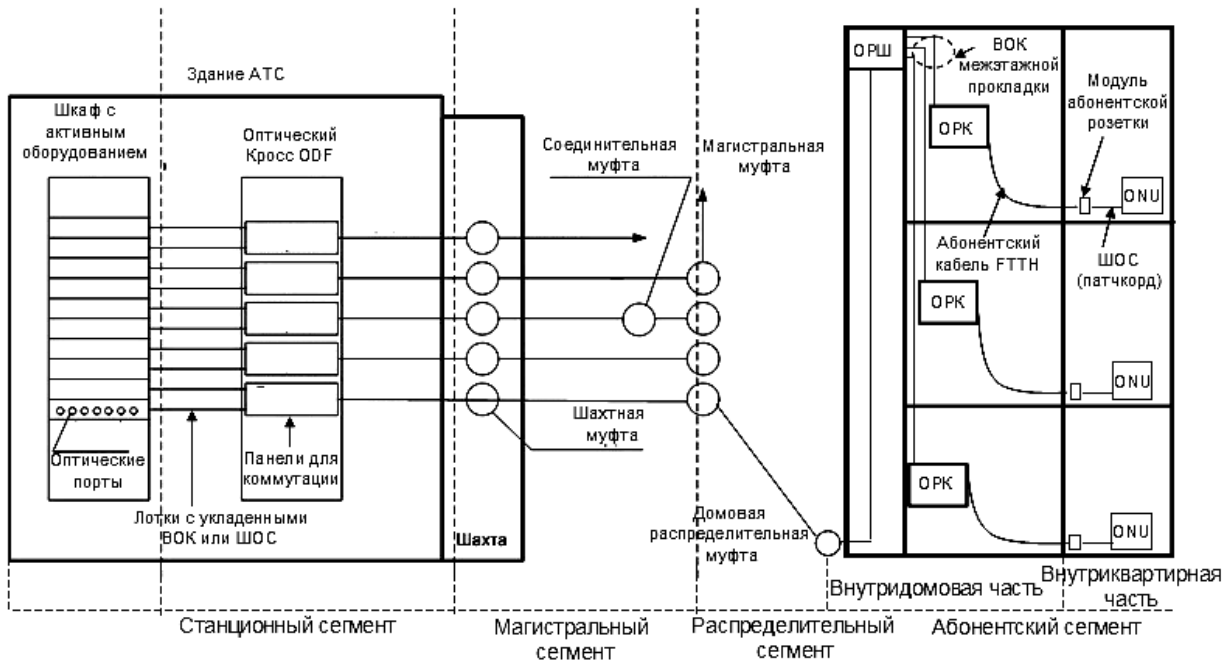 Здание АТС
Шкаф с
активным
оборудованием
Оптический
Кросс ODF
Соединительная
муфта
Магистральная
муфта
ОРШ
ВОК
межэтажной
прокладки
Модуль
абонентской
розетки
ОРК
ONU
Абонентский
кабель FTTH
ШОС
(патчкорд)
ОРК
ONU
ОРК
ONU
Шахтная
муфта
Оптические
порты
Панели для
коммутации
Лотки с укладенными
ВОК или ШОС
Шахта
Домовая
распределительная
муфта
Внутридомовая часть
Внутриквартирная
часть
Станционный сегмент
Магистральный
сегмент
Распределительный
сегмент
Абонентский сегмент